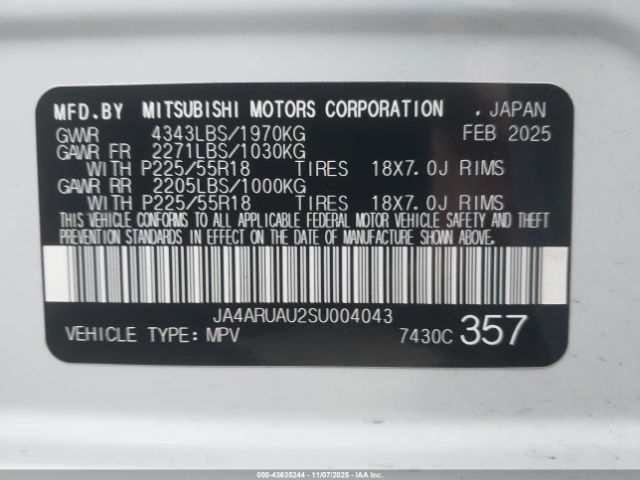 MFD.BY MITSUBISHI MOTORS CORPORATION , JAPAN
GVWR 4343LBS/1970KG FEB 2025
GAWR FR 2271LBS/1030KG
WITH P225/55R18 TIRES 18X7.0J RIMS
GAWR RR 2205LBS/1000KG
WITH P225/55R18 TIRES 18X7.0J RIMS
THIS VEHICLE CONFORMS TO ALL APPLICABLE FEDERAL MOTOR VEHICLE SAFETY AND THEFT
PREVENTION STANDARDS IN EFFECT ON THE DATE OF MANUFACTURE SHOWN ABOVE.
JA4ARUAU2SU004043
VEHICLE TYPE: MPV 7430C 357
000-43635244 - 11/07/2025 - IAAI.COM